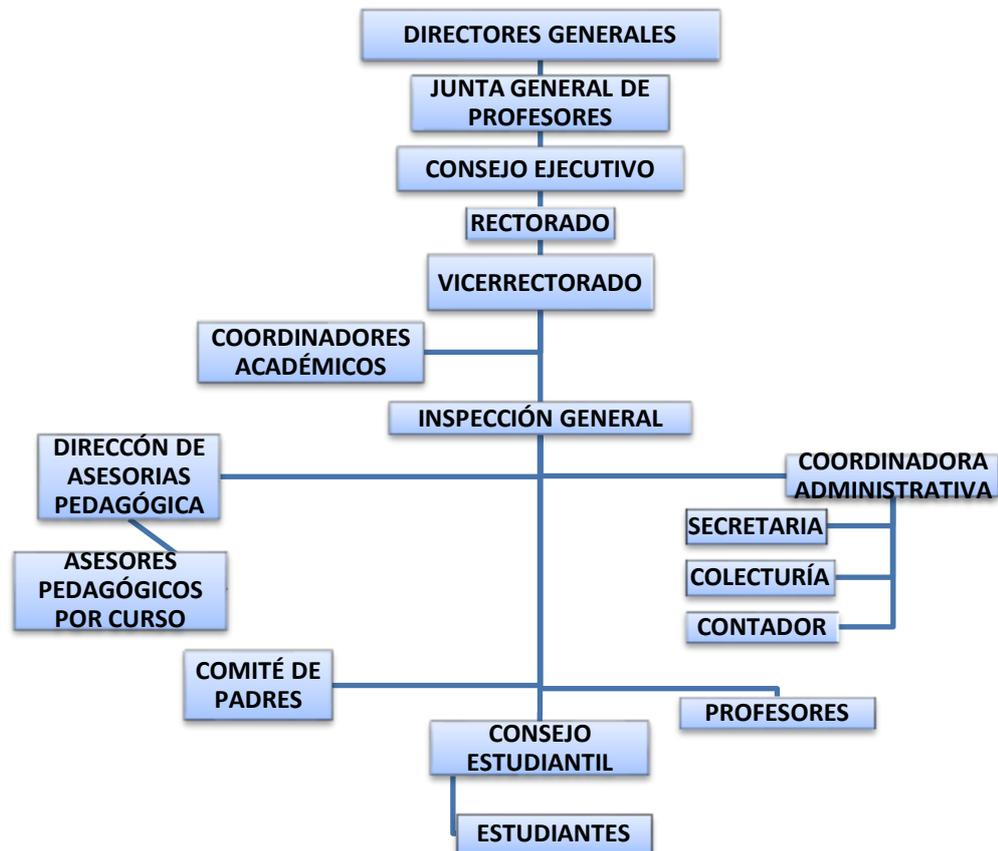 DIRECTORES GENERALES
JUNTA GENERAL DE
PROFESORES
CONSEJO EJECUTIVO
RECTORADO
VICERRECTORADO
COORDINADORES
ACADÉMICOS
INSPECCIÓN GENERAL
DIRECCÓN DE
ASESORIAS
PEDAGÓGICA
COORDINADORA
ADMINISTRATIVA
SECRETARIA
ASESORES
PEDAGÓGICOS
POR CURSO
COLECTURÍA
CONTADOR
COMITÉ DE
PADRES
PROFESORES
CONSEJO
ESTUDIANTIL
ESTUDIANTES